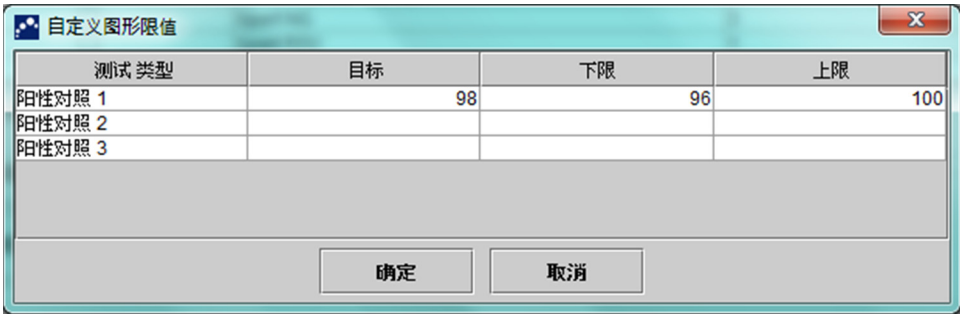 自定义图形限值
测试 类型 目标 下限 上限
阳性对照 1 98 96 100
阳性对照 2
阳性对照 3
确定 取消